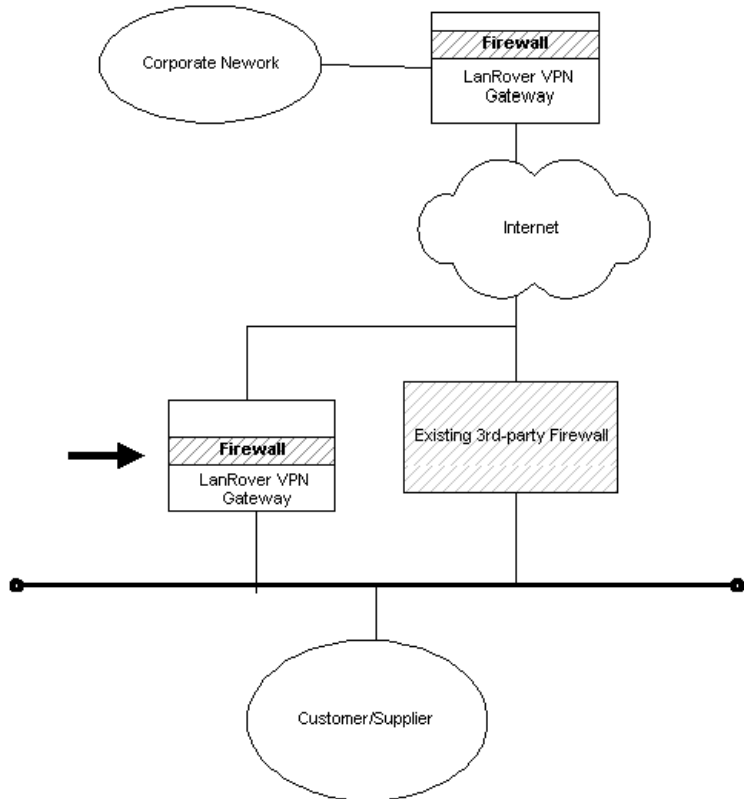 Firewall
Corporate Nework
LanRover VPN
Gateway
Internet
Existing 3rd-party Firewall
Firewall
LanRover VPN
Gateway
Customer/Supplier